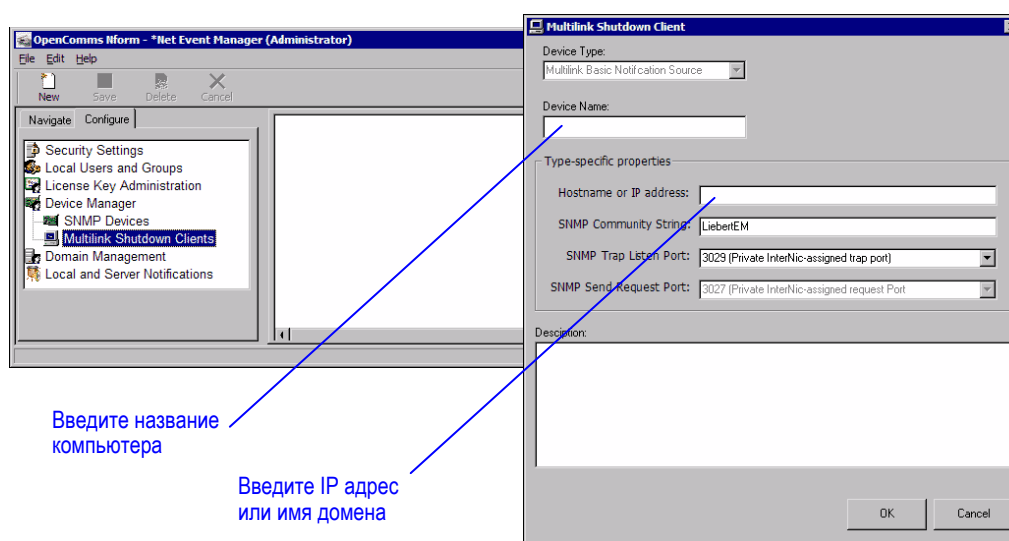 OpenComms Nform - *Net Event Manager (Administrator)
File Edit Help
New Save Delete Cancel
Navigate Configure
Security Settings
Local Users and Groups
License Key Administration
Device Manager
SNMP Devices
Multilink Shutdown Clients
Domain Management
Local and Server Notifications
Multilink Shutdown Client
Device Type:
Multilink Basic Notifcation Source
Device Name:
Type-specific properties
Hostname or IP address:
SNMP Community String: LiebertEM
SNMP Trap Listen Port: 3029 (Private InterNic-assigned trap port)
SNMP Send Request Port: 3027 (Private InterNic-assigned request Port
Desciption:
OK Cancel
Введите название
компьютера
Введите IP адрес
или имя домена